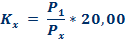 Kₓ = P₁/Pₓ * 20,00